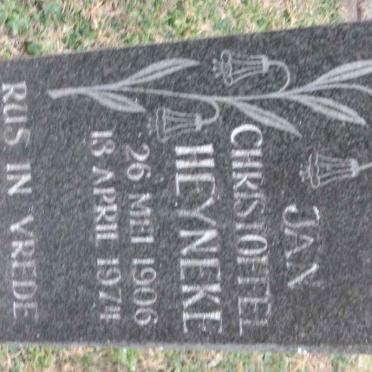 JAN
CHRISTOFFEL
HEYNEKE
26 MEI 1906
13 APRIL 1974
RUS IN VREDE